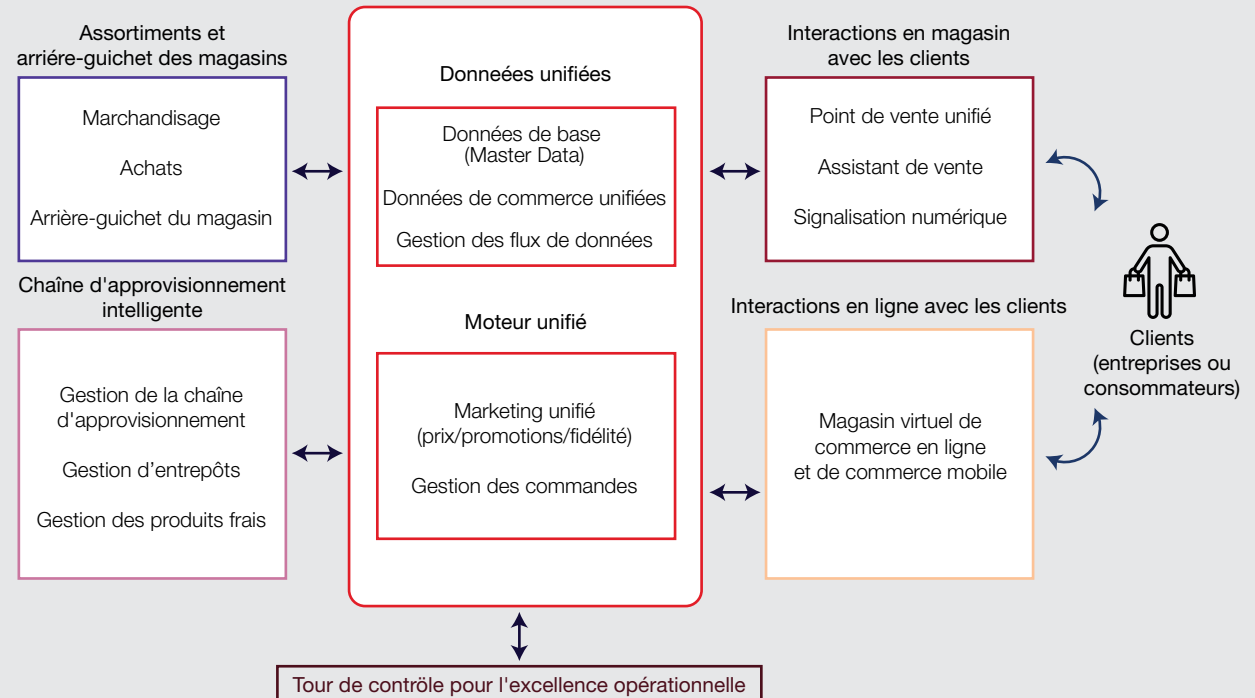 Assortiments et
arriére-guichet des magasins
Marchandisage
Achats
Arrière-guichet du magasin
Chaîne d'approvisionnement
intelligente
Gestion de la chaîne
d'approvisionnement
Gestion d’entrepôts
Gestion des produits frais
Donneées unifiées
Données de base
(Master Data)
Données de commerce unifiées
Gestion des flux de données
Moteur unifié
Marketing unifié
(prix/promotions/fidélité)
Gestion des commandes
Interactions en magasin
avec les clients
Point de vente unifié
Assistant de vente
Signalisation numérique
Interactions en ligne avec les clients
Magasin virtuel de
commerce en ligne
et de commerce mobile
Clients
(entreprises ou
consommateurs)
Tour de contrôle pour l'excellence opérationnelle